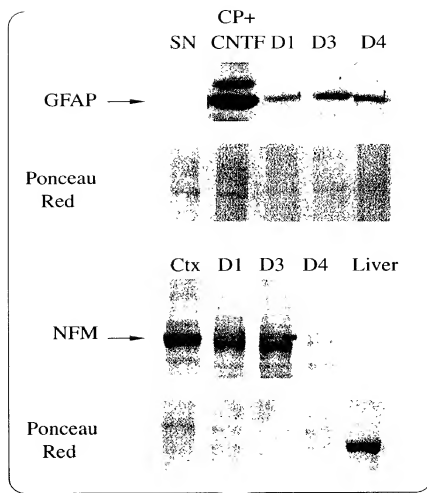 CP+
SN CNTF D1 D3 D4
GFAP
Ponceau
Red
Ctx D1 D3 D4 Liver
NFM
Ponceau
Red